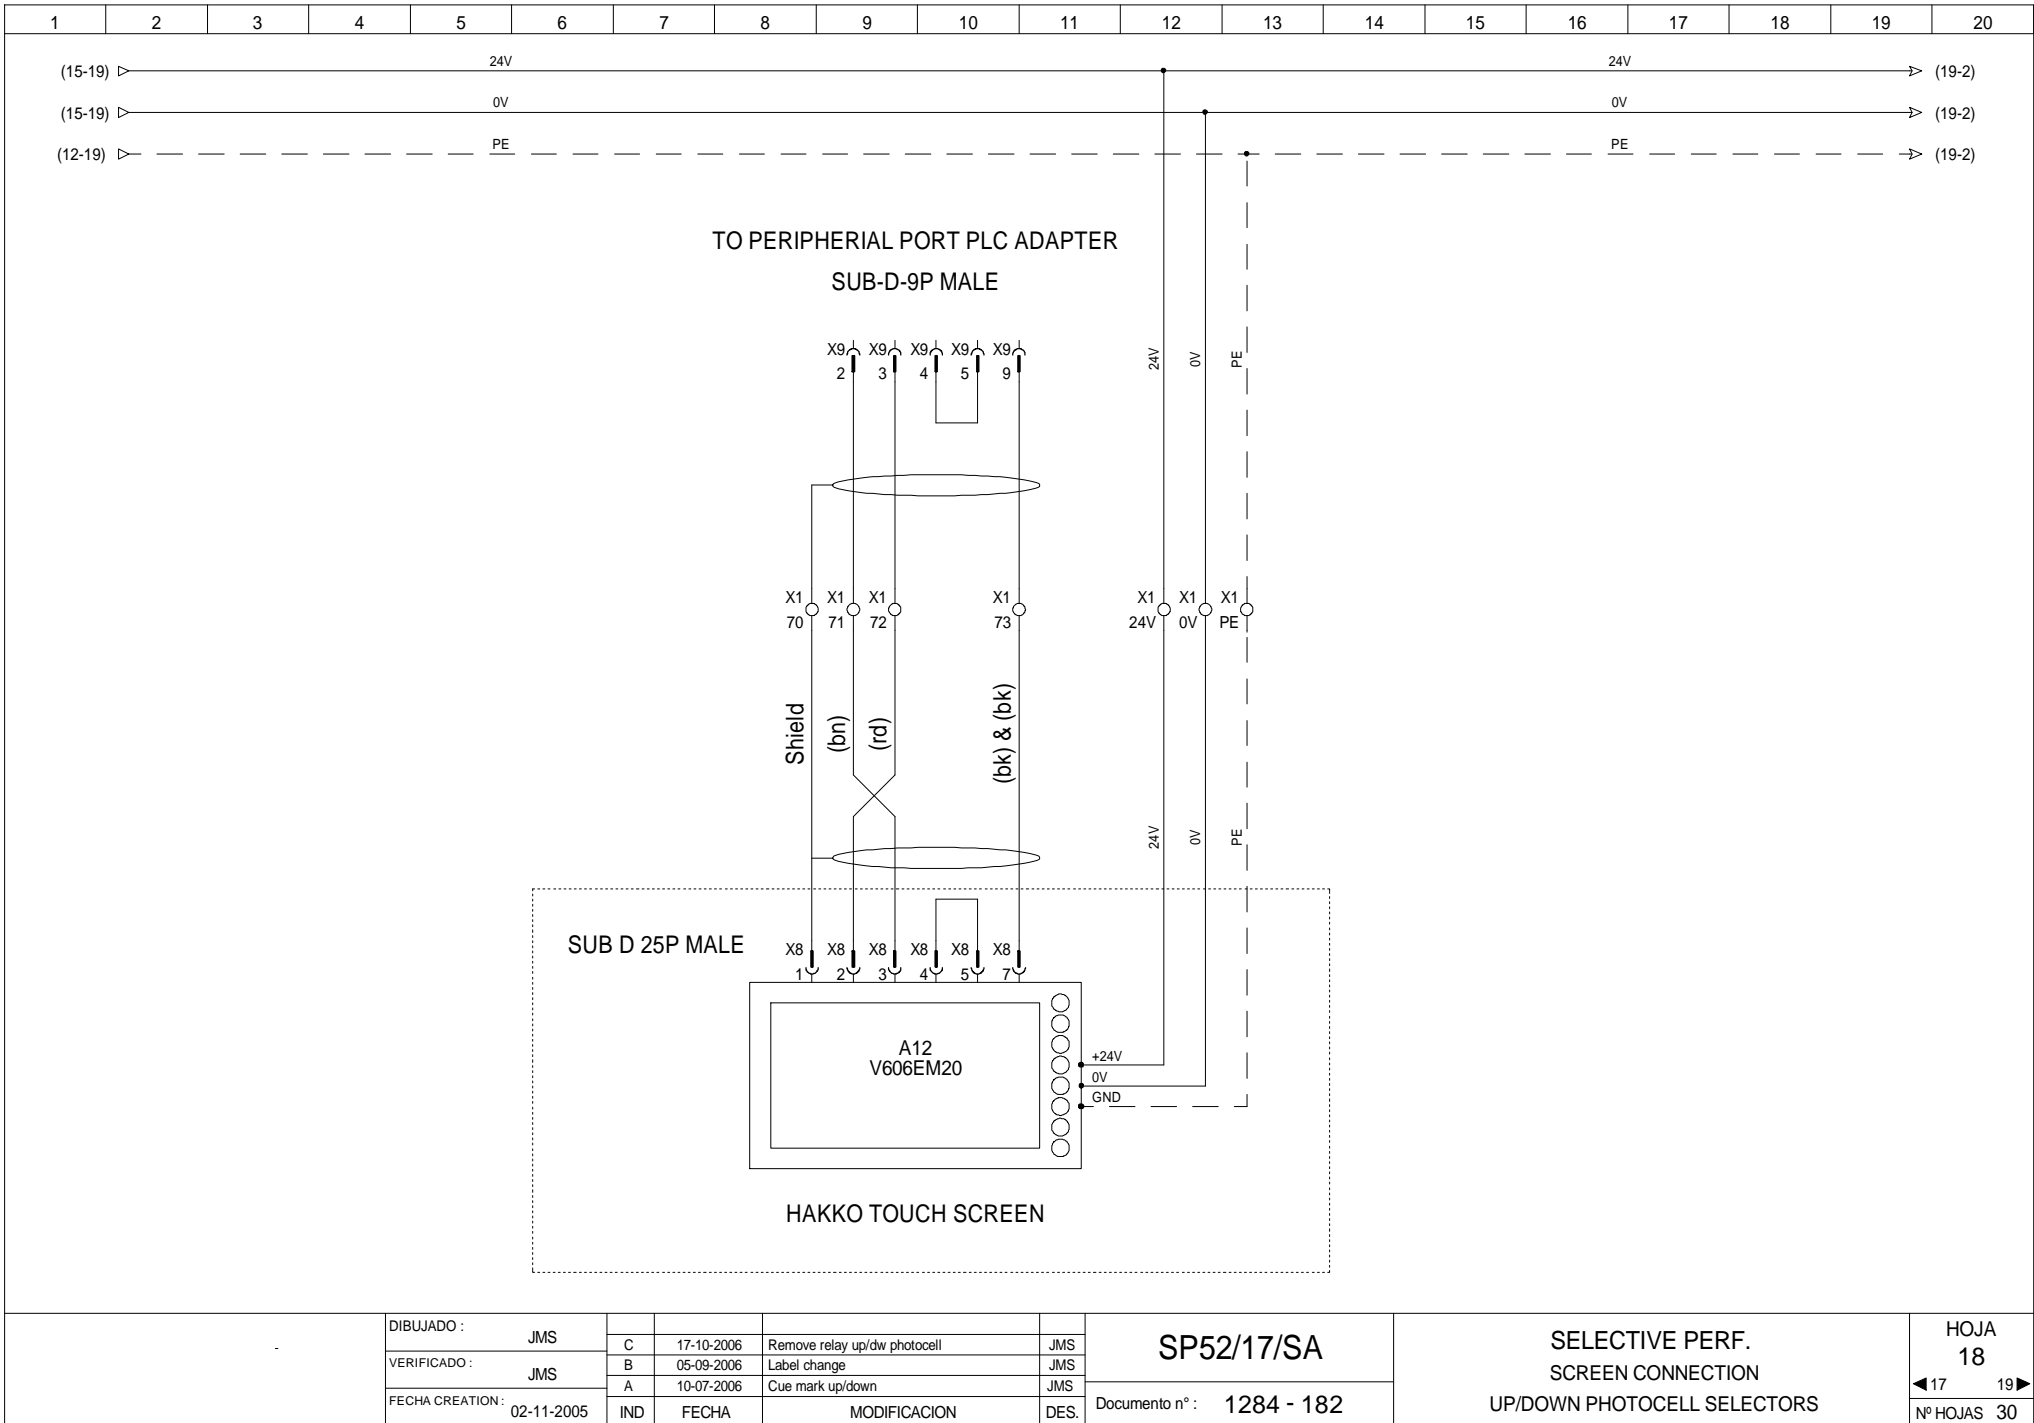 1 2 3 4 5 6 7 8 9 10 11 12 13 14 15 16 17 18 19 20
(15-19) 24V 24V (19-2)
(15-19) 0V 0V (19-2)
(12-19) PE PE (19-2)
TO PERIPHERIAL PORT PLC ADAPTER
SUB-D-9P MALE
X9 X9 X9 X9 X9
2 3 4 5 9
24V 0V PE
X1 X1 X1 X1 X1 X1 X1
70 71 72 73 24V 0V PE
Shield (bn) (rd) (bk) & (bk)
24V 0V PE
SUB D 25P MALE
X8 X8 X8 X8 X8 X8
1 2 3 4 5 7
A12
V606EM20
+24V
0V
GND
HAKKO TOUCH SCREEN
-
DIBUJADO : JMS
VERIFICADO : JMS
FECHA CREATION : 02-11-2005
C 17-10-2006 Remove relay up/dw photocell JMS
B 05-09-2006 Label change JMS
A 10-07-2006 Cue mark up/down JMS
IND FECHA MODIFICACION DES.
SP52/17/SA
Documento n° : 1284 - 182
SELECTIVE PERF.
SCREEN CONNECTION
UP/DOWN PHOTOCELL SELECTORS
HOJA
18
17 19
Nº HOJAS 30